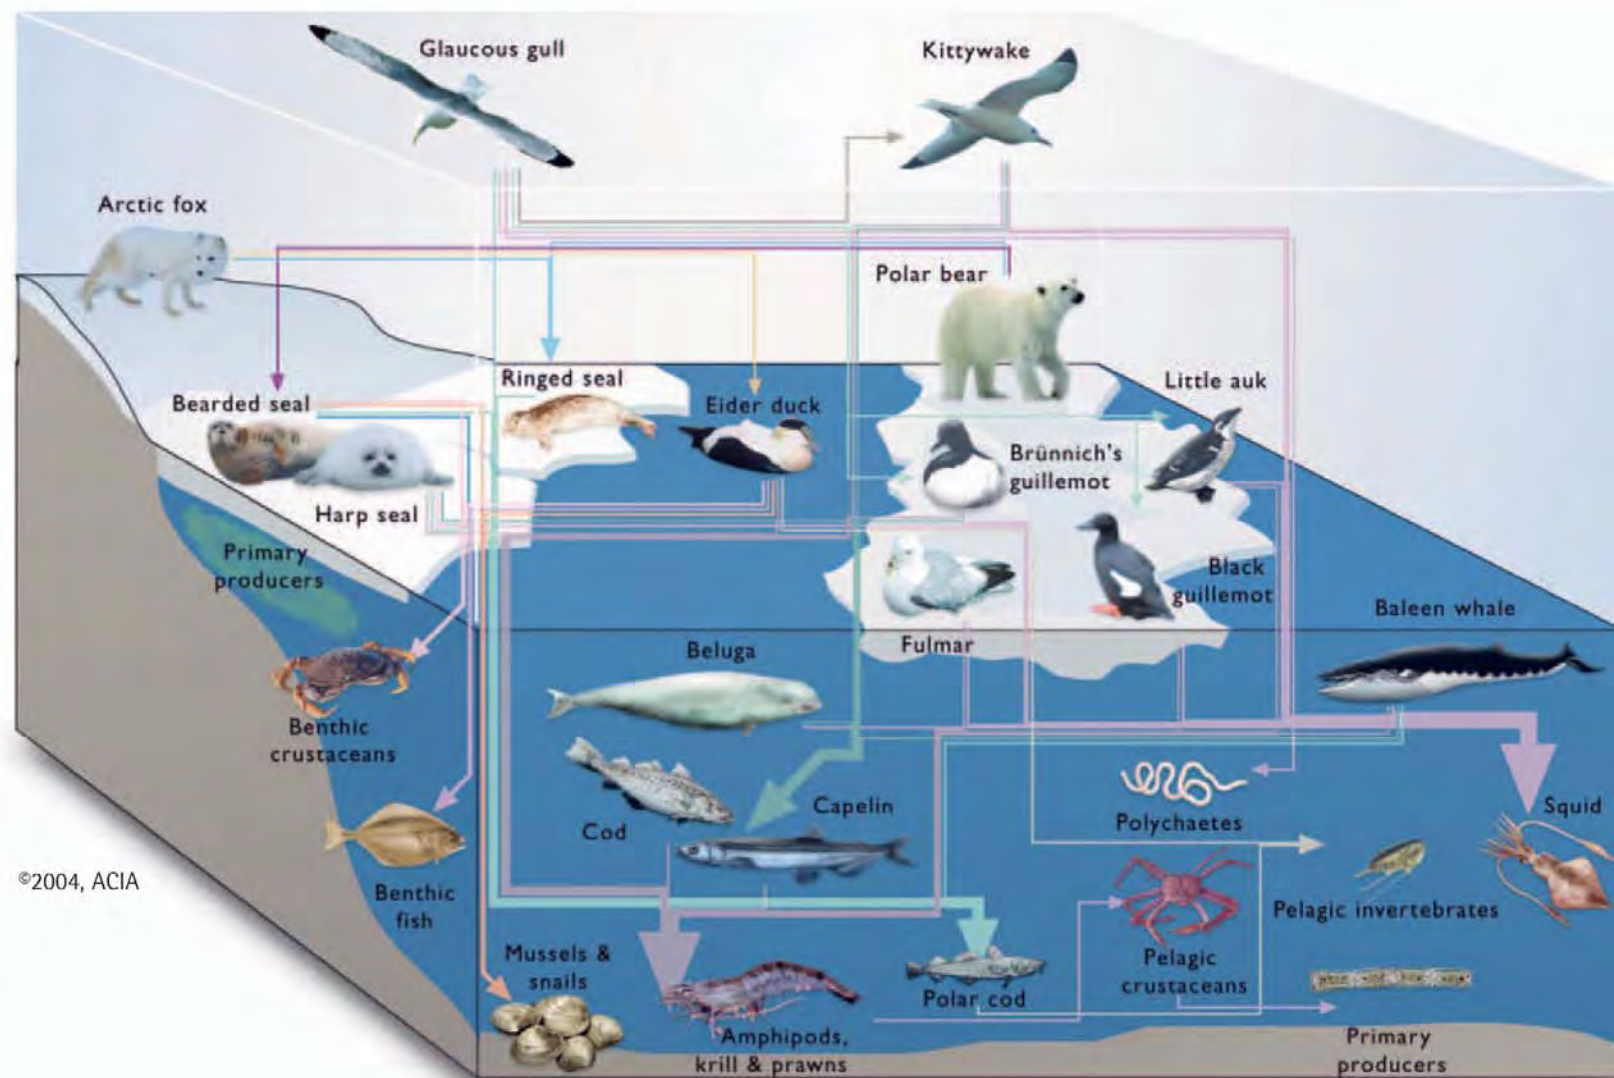 Glaucous gull
Kittywake
Arctic fox
Polar bear
Ringed seal
Little auk
Bearded seal
Eider duck
Brünnich's
guillemot
Harp seal
Primary
producers
Black
guillemot
Baleen whale
Fulmar
Beluga
Benthic
crustaceans
Capelin
Squid
Cod
Polychaetes
©2004, ACIA
Benthic
fish
Pelagic invertebrates
Mussels &
snails
Pelagic
crustaceans
Polar cod
Amphipods,
krill & prawns
Primary
producers